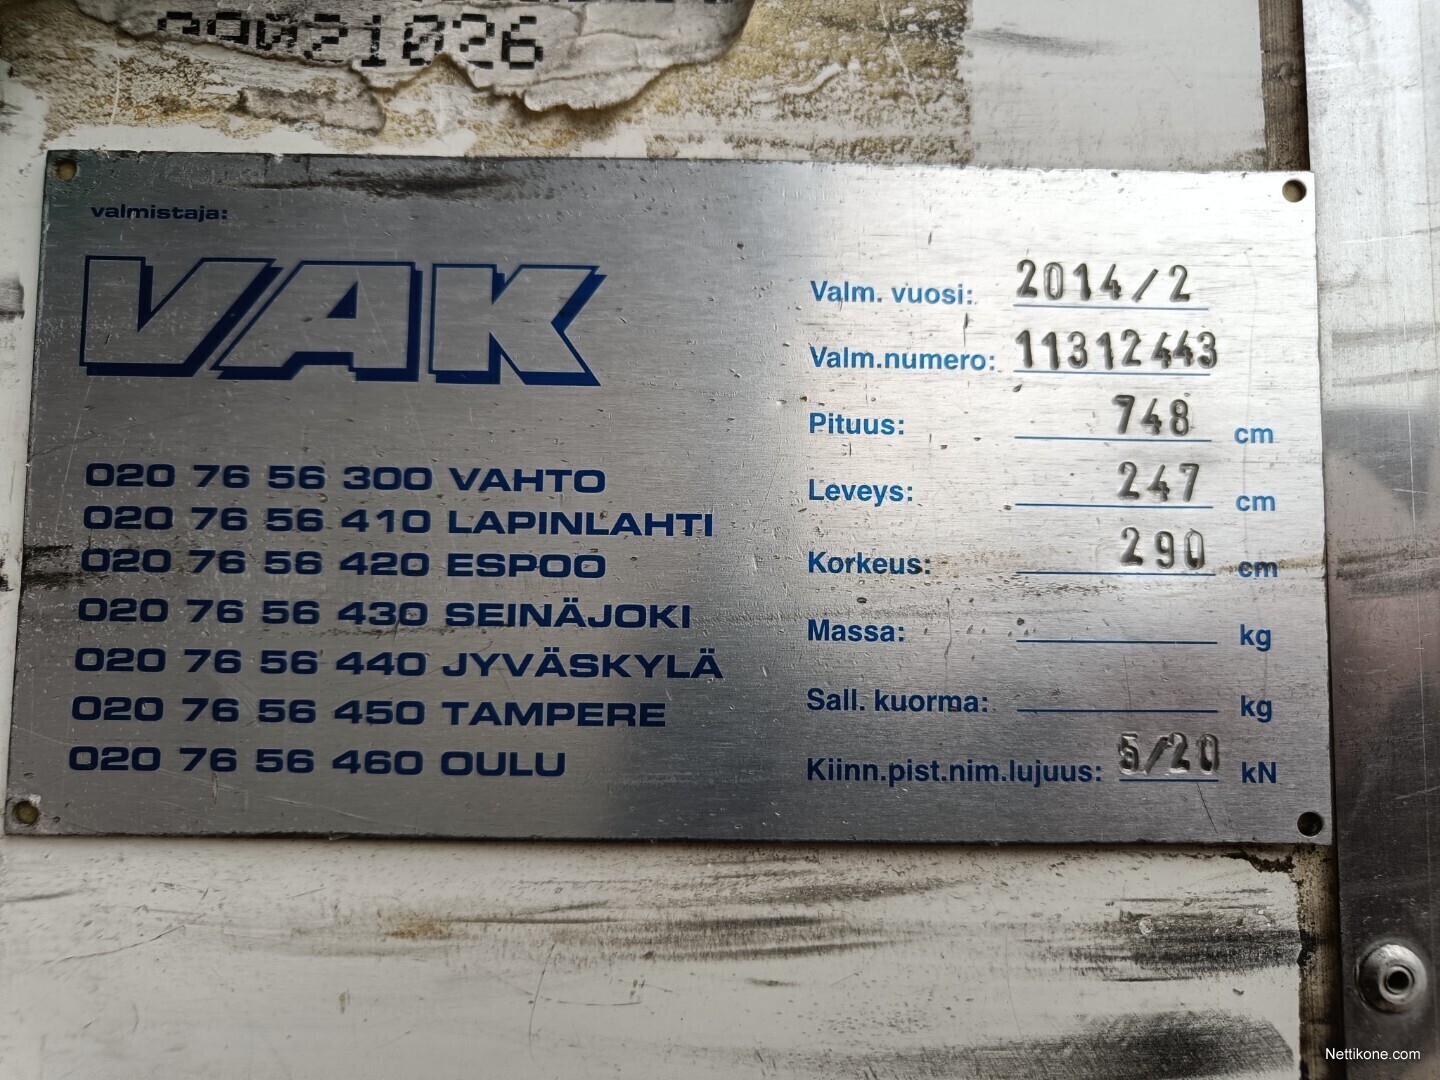 09021026
valmistaja:
VAK
020 76 56 300 VAHTO
020 76 56 410 LAPINLAHTI
020 76 56 420 ESPOO
020 76 56 430 SEINÄJOKI
020 76 56 440 JYVÄSKYLÄ
020 76 56 450 TAMPERE
020 76 56 460 OULU
Valm. vuosi: 2014/2
Valm.numero: 11312443
Pituus: 748 cm
Leveys: 247 cm
Korkeus: 290 cm
Massa: kg
Sall. kuorma: kg
Kiinn.pist.nim.lujuus: 5/20 kN
Nettikone.com